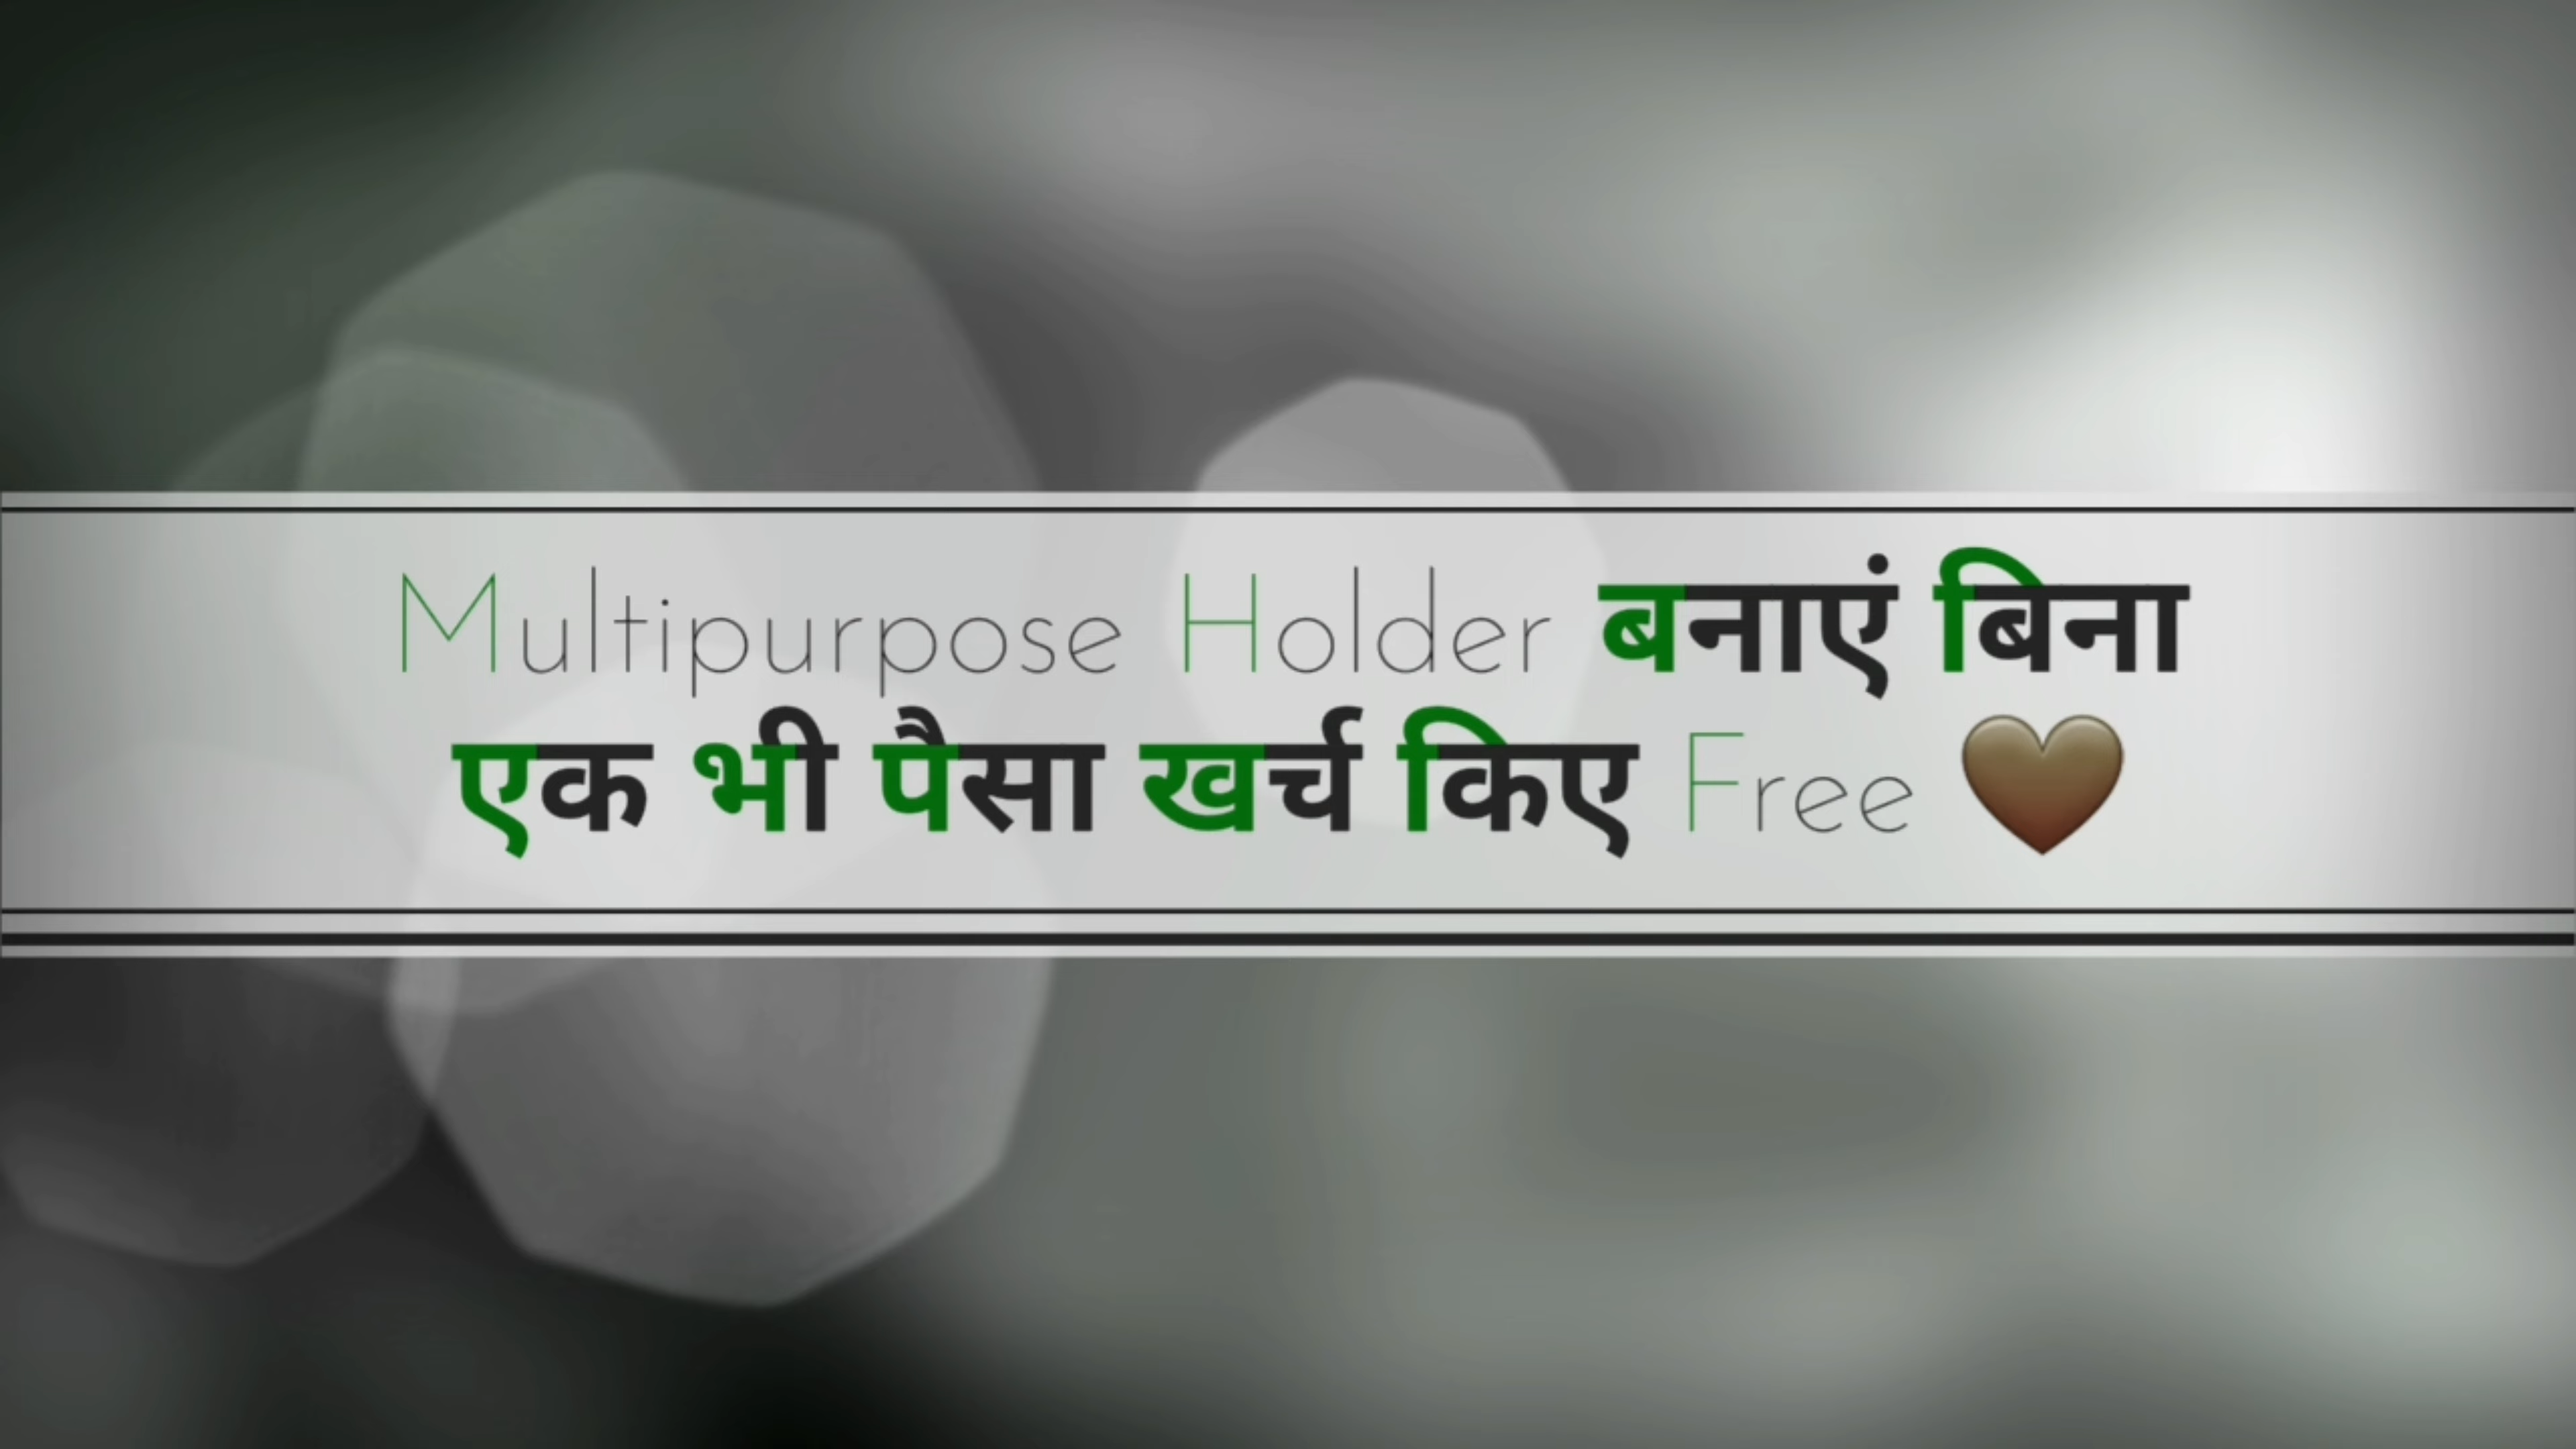 Multipurpose Holder बनाएं बिना
एक भी पैसा खर्च किए Free 🤎